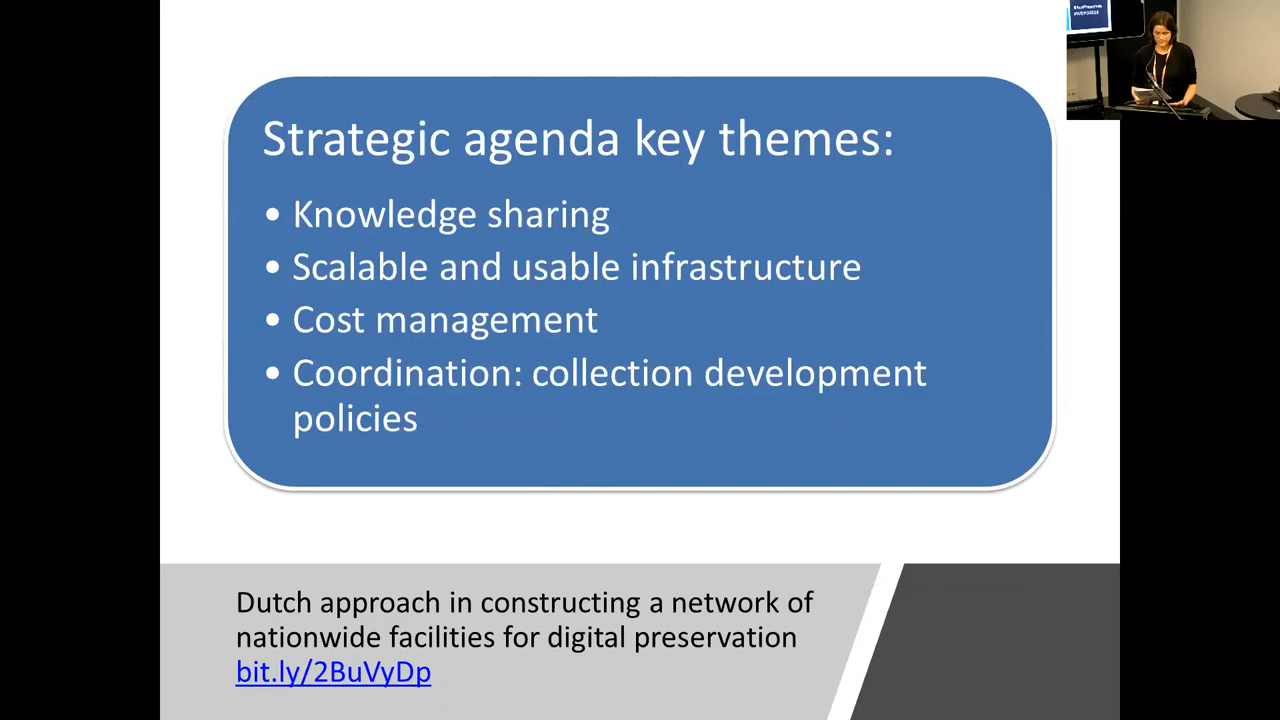 Strategic agenda key themes:
• Knowledge sharing
• Scalable and usable infrastructure
• Cost management
• Coordination: collection development
policies
Dutch approach in constructing a network of
nationwide facilities for digital preservation
bit.ly/2BuVyDp